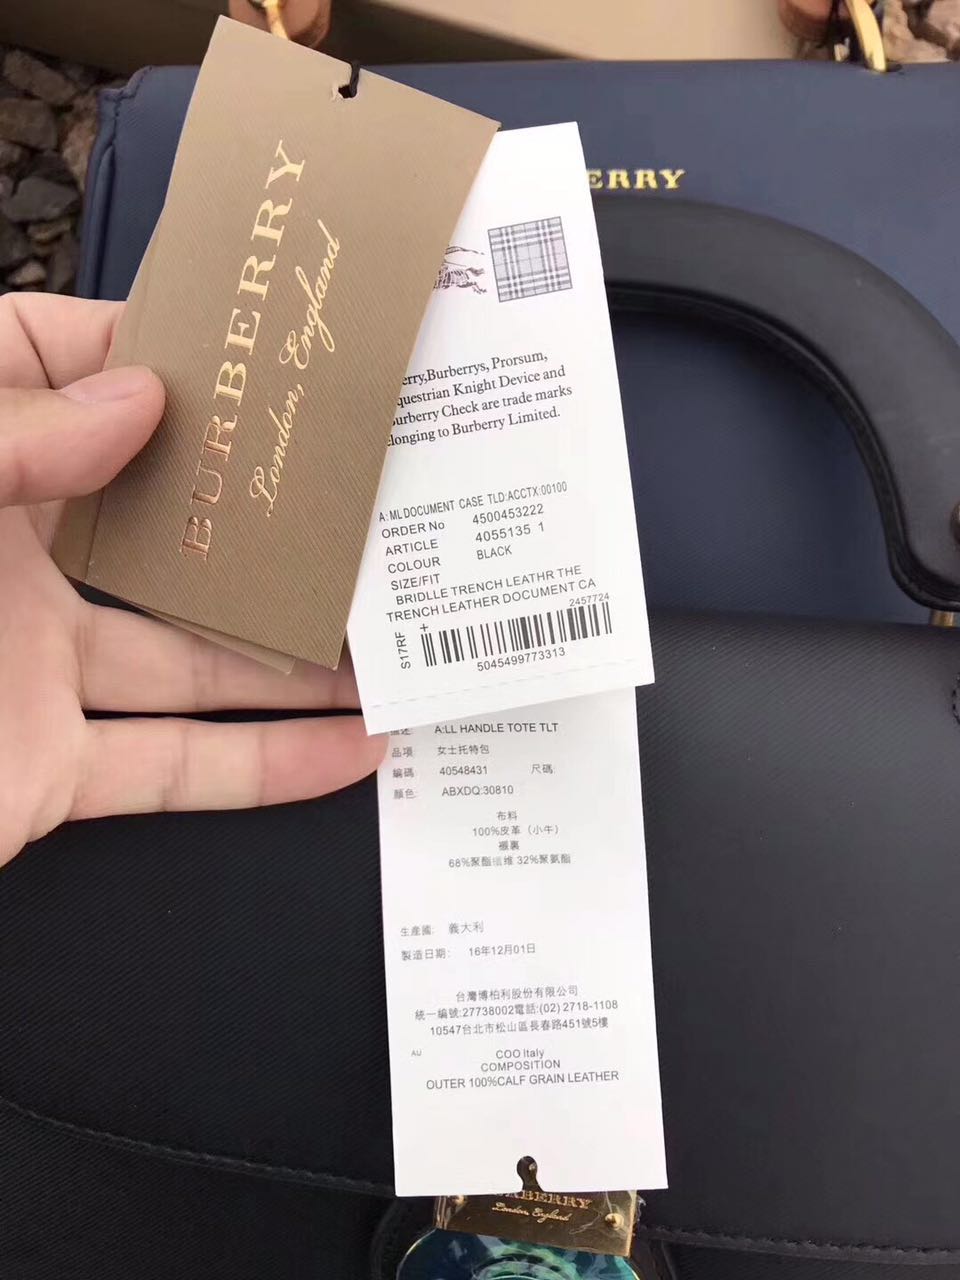 BURBERRY
London, England
ERRY
erry,Burberrys, Prorsum,
questrian Knight Device and
urberry Check are trade marks
longing to Burberry Limited.
A: ML DOCUMENT CASE TLD:ACCTX:00100
ORDER No 4500453222
ARTICLE 4055135 1
COLOUR BLACK
SIZE/FIT
BRIDLLE TRENCH LEATHR THE
TRENCH LEATHER DOCUMENT CA
2457724
S17RF
+
5045499773313
A:LL HANDLE TOTE TLT
品項: 女士托特包
編碼 40548431 尺碼:
顏色: ABXDQ:30810
布料
100%皮革（小牛）
襯裏
68%聚酯纖维 32%聚氨酯
生產國: 義大利
製造日期: 16年12月01日
台灣博柏利股份有限公司
統一編號:27738002電話:(02) 2718-1108
10547台北市松山區長春路451號5樓
AU
COO Italy
COMPOSITION
OUTER 100%CALF GRAIN LEATHER
BURBERRY
London, England